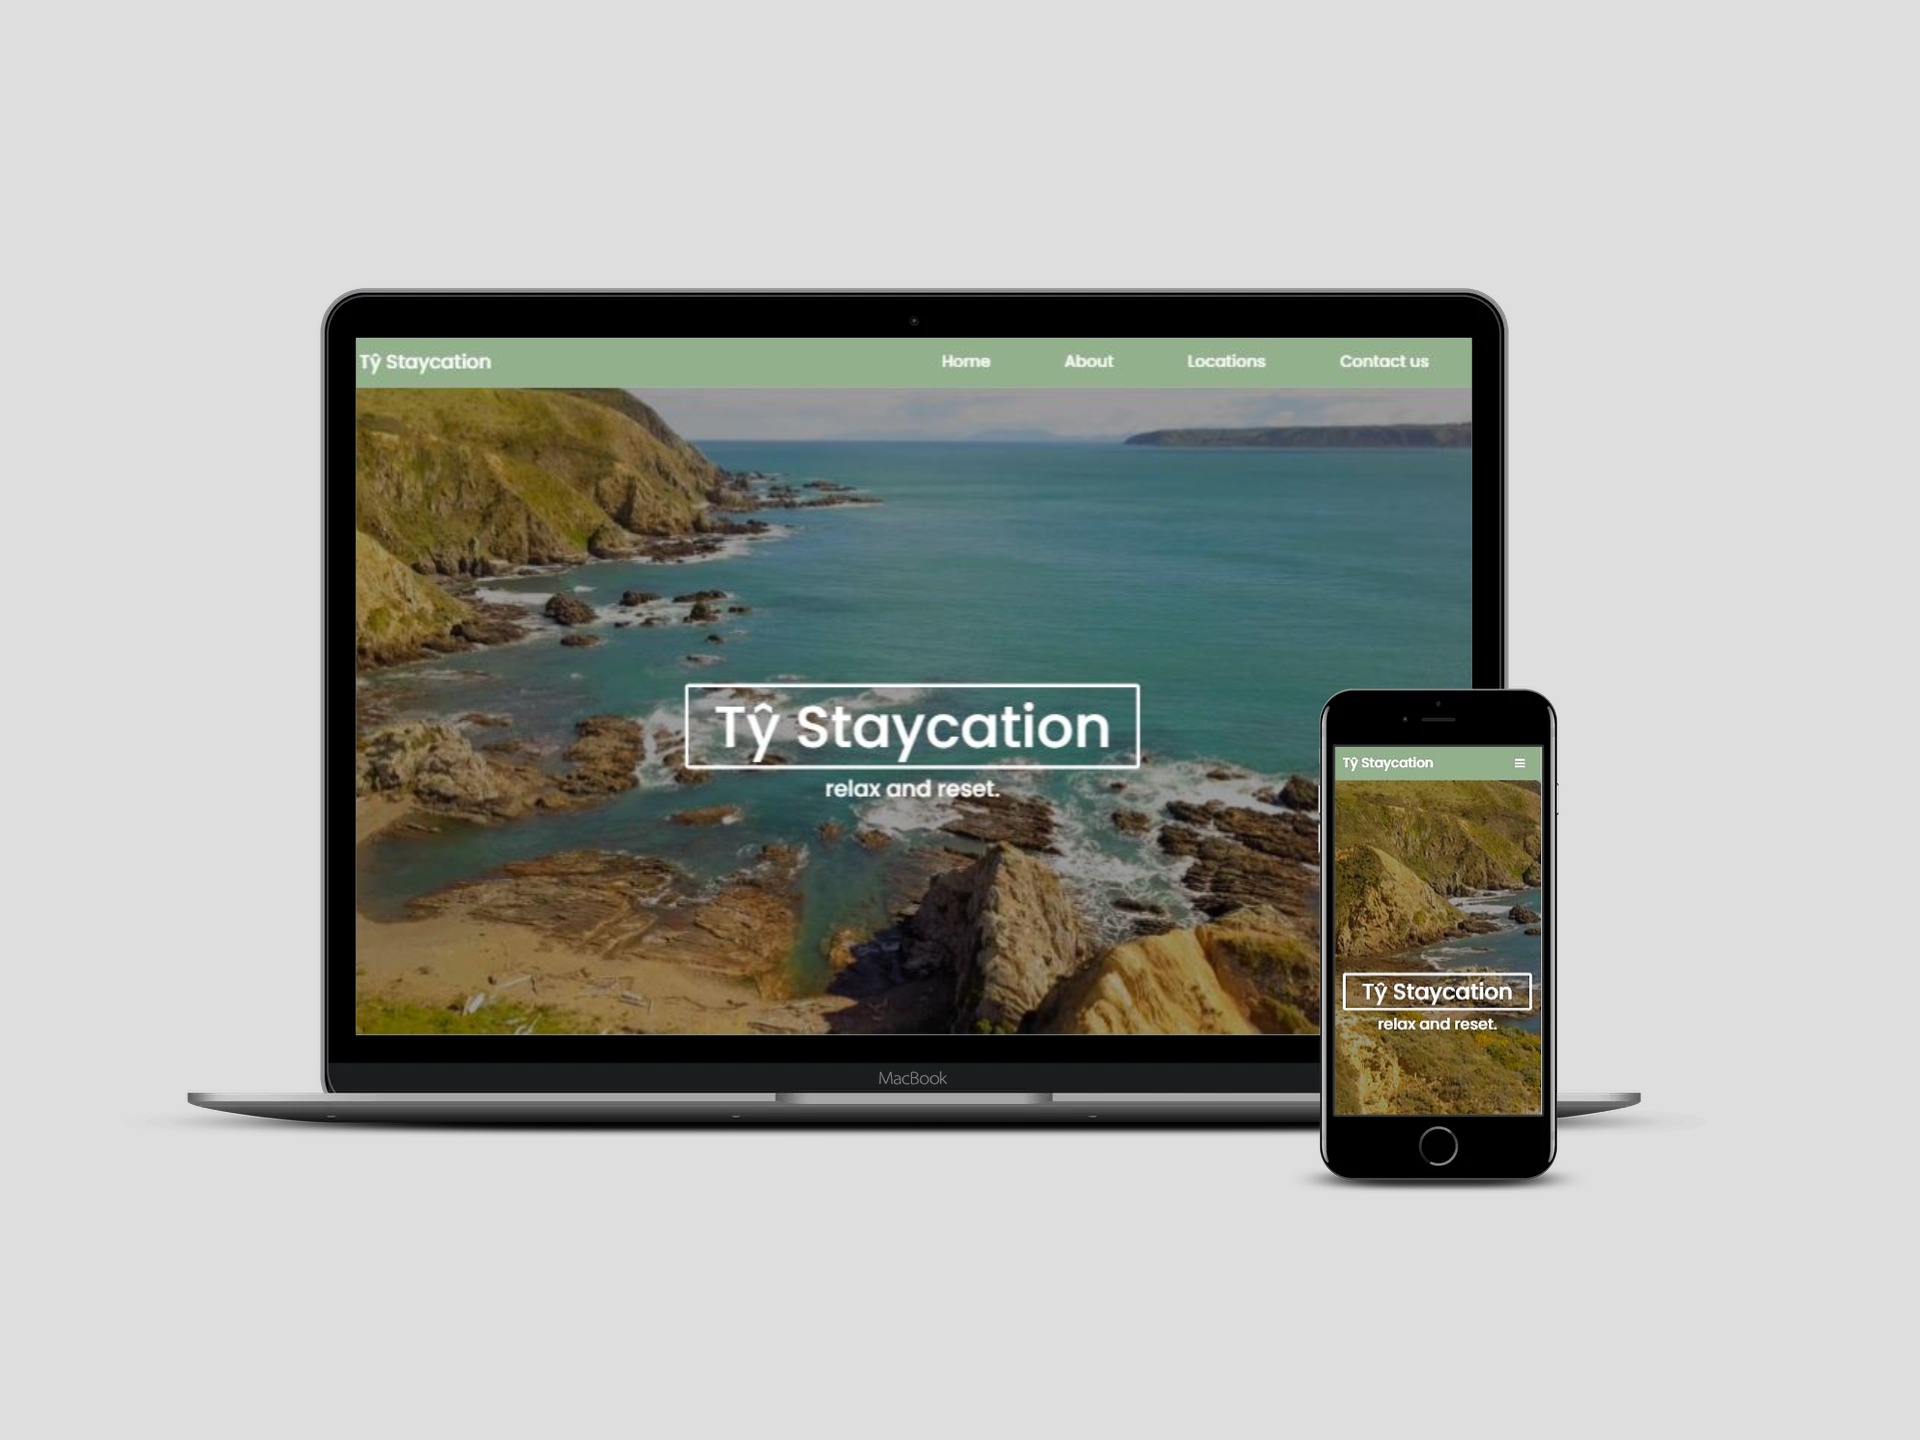 Tŷ Staycation
Home About Locations Contact us
Tŷ Staycation
relax and reset.
MacBook
Tŷ Staycation
Tŷ Staycation
relax and reset.